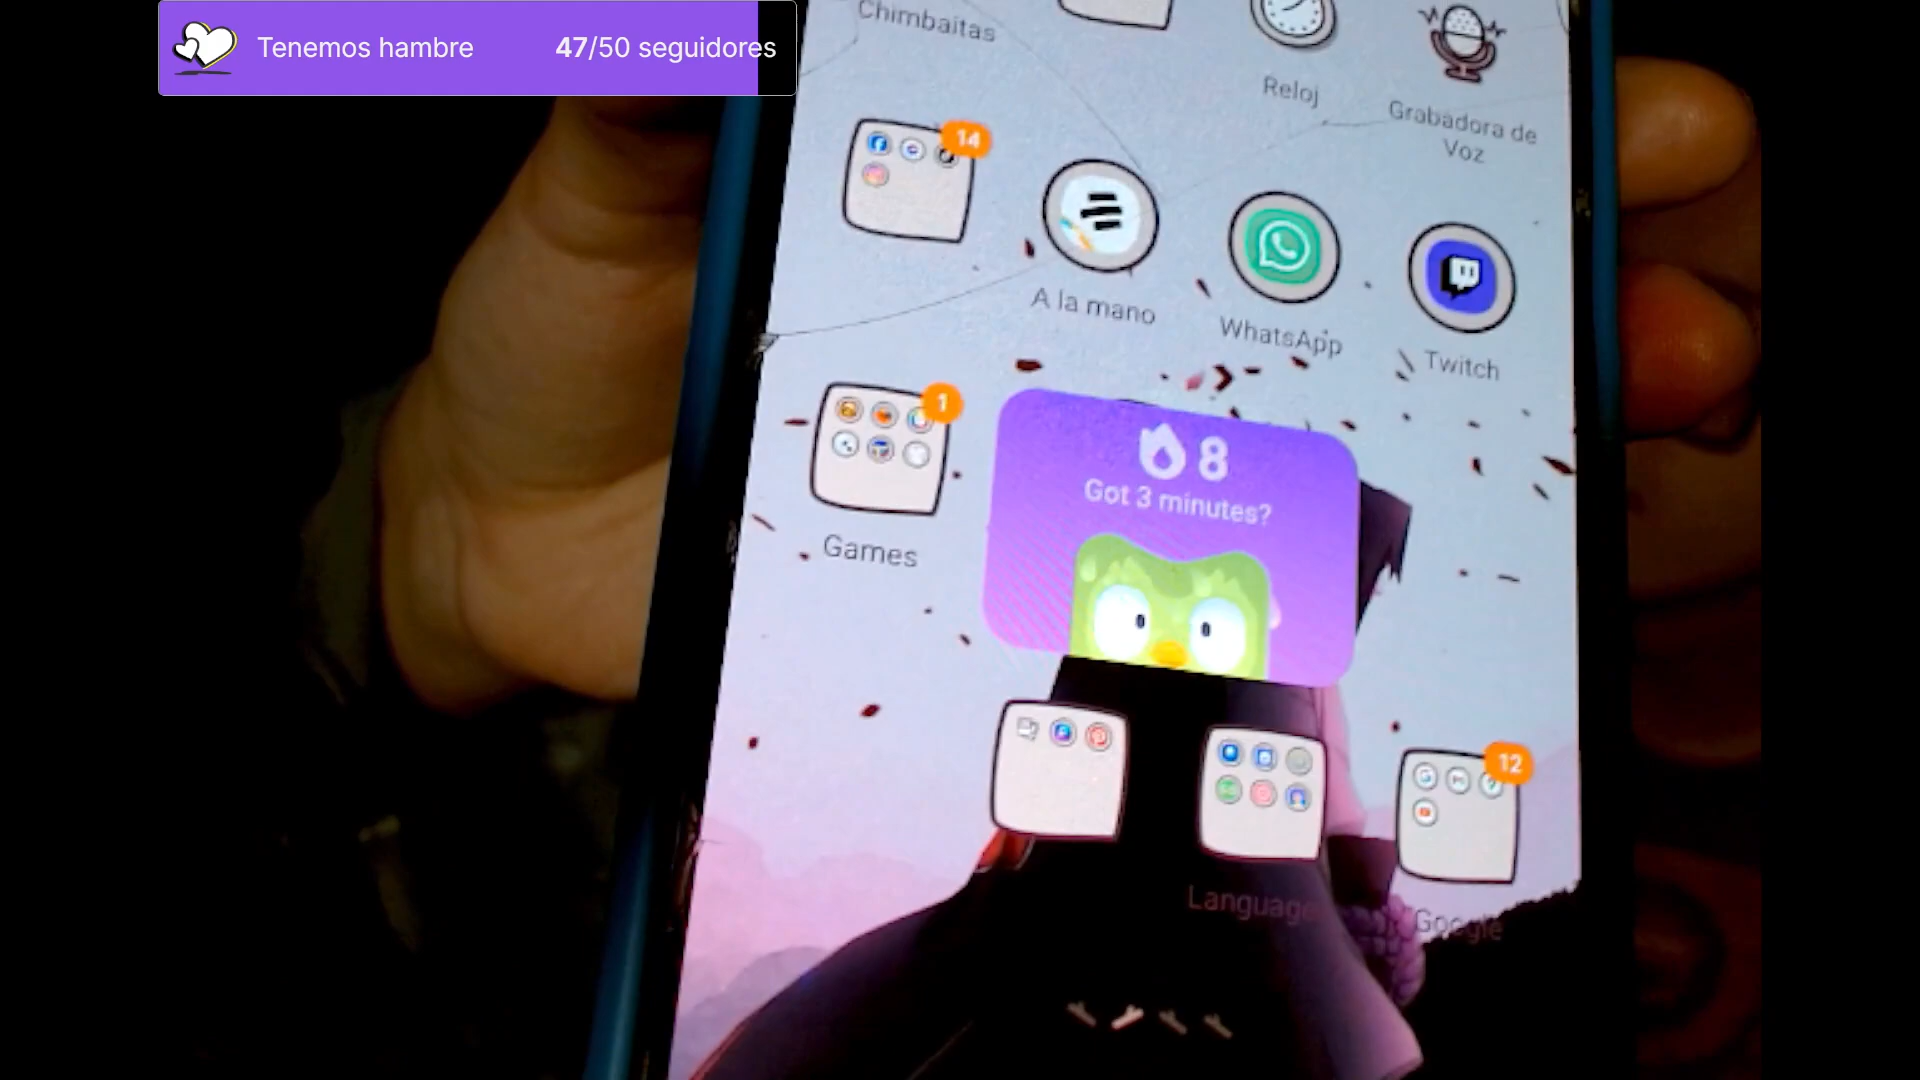 Tenemos hambre
47/50 seguidores
Chimbaitas
Reloj
Grabadora de
Voz
14
A la mano
WhatsApp
Twitch
1
8
Got 3 minutes?
Games
12
Language
Google